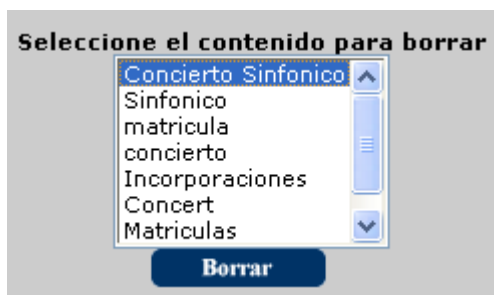 Seleccione el contenido para borrar
Concierto Sinfonico
Sinfonico
matricula
concierto
Incorporaciones
Concert
Matriculas
Borrar